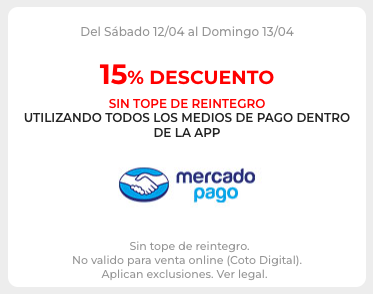 Del Sábado 12/04 al Domingo 13/04
15% DESCUENTO
SIN TOPE DE REINTEGRO
UTILIZANDO TODOS LOS MEDIOS DE PAGO DENTRO
DE LA APP
mercado
pago
Sin tope de reintegro.
No valido para venta online (Coto Digital).
Aplican exclusiones. Ver legal.